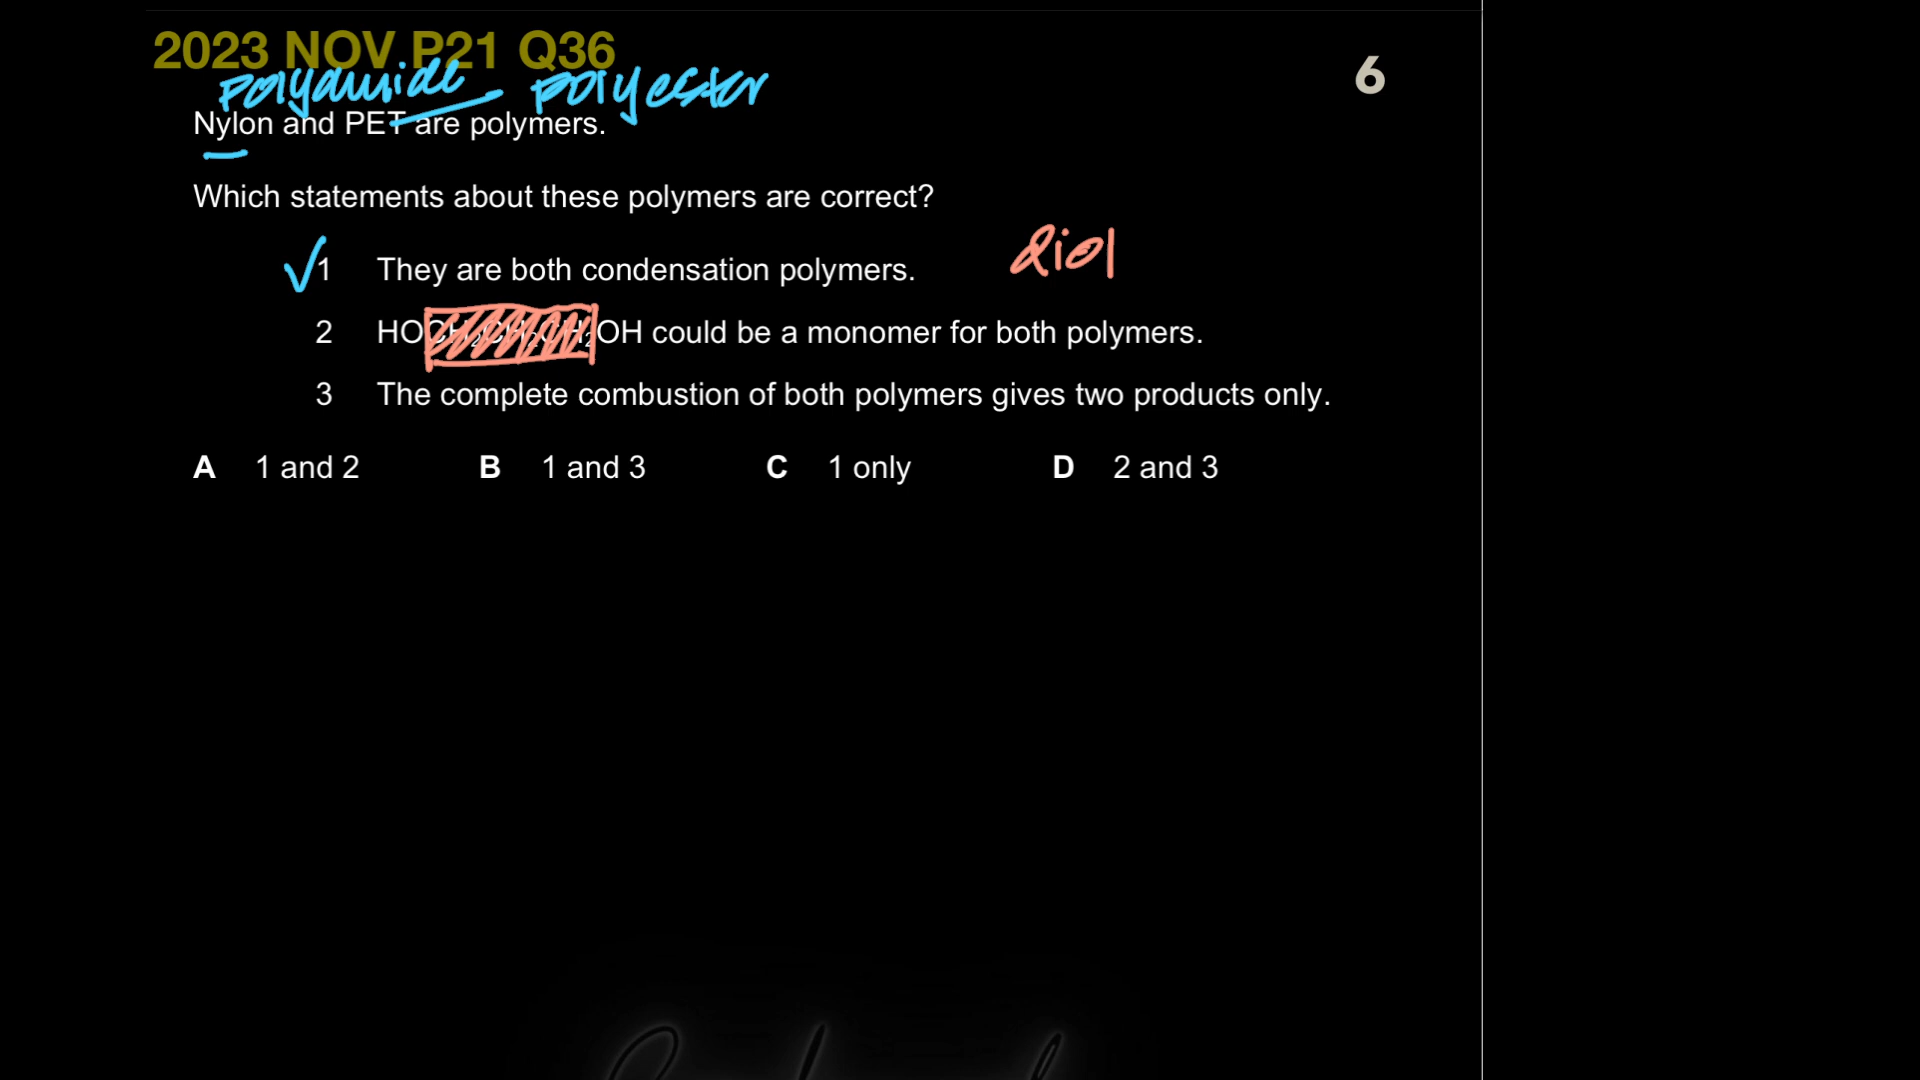 2023 NOV.P21 Q36
6
polyamide polyester
Nylon and PET are polymers.
Which statements about these polymers are correct?
diol
✓1 They are both condensation polymers.
2 HOCH₂CH₂CH₂OH could be a monomer for both polymers.
3 The complete combustion of both polymers gives two products only.
A 1 and 2 B 1 and 3 C 1 only D 2 and 3